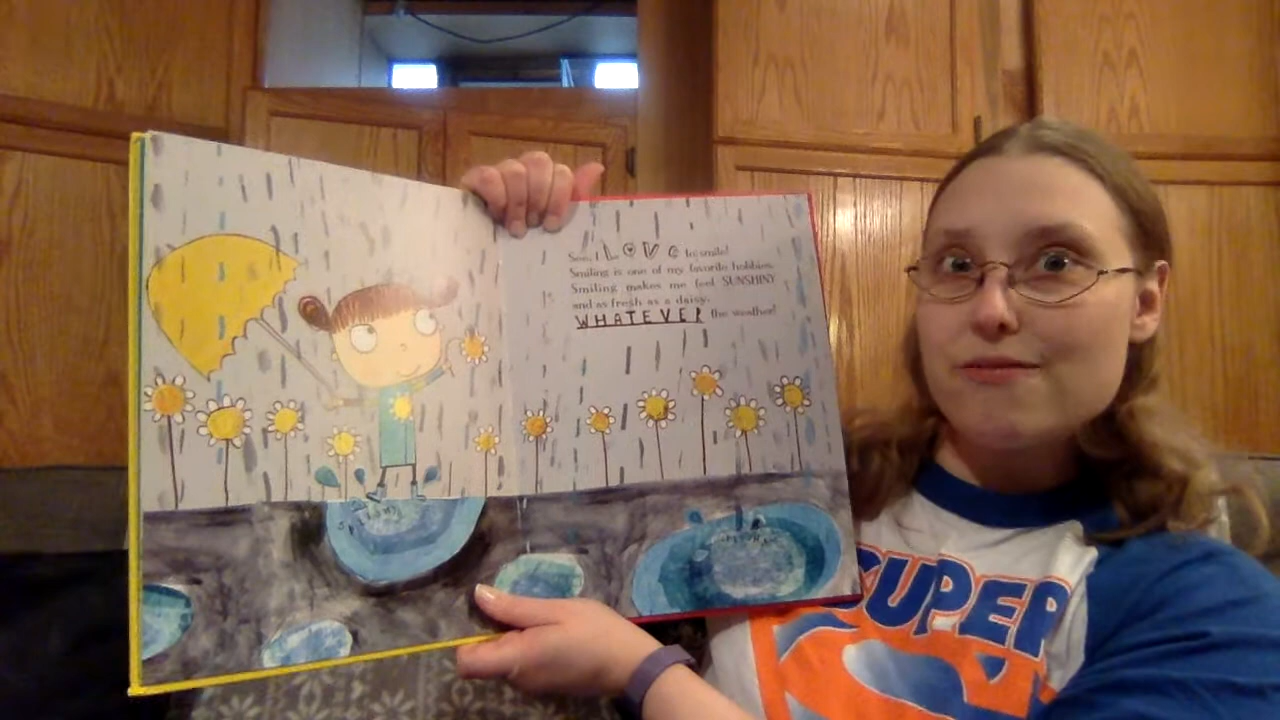 See, I LOVE to smile!
Smiling is one of my favorite hobbies.
Smiling makes me feel SUNSHINY
and as fresh as a daisy,
WHATEVER the weather!
SUPER